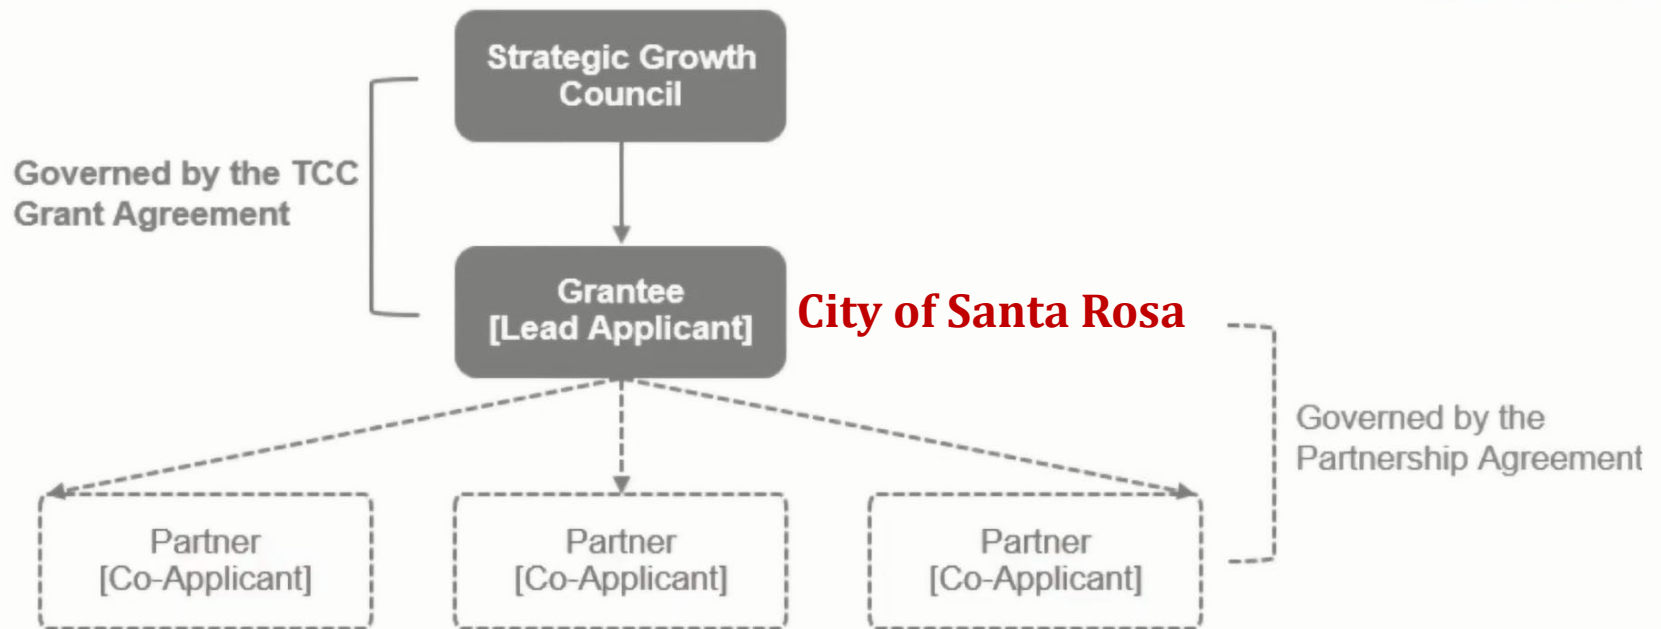 Strategic Growth
Council
Governed by the TCC
Grant Agreement
Grantee
[Lead Applicant]
City of Santa Rosa
Governed by the
Partnership Agreement
Partner
[Co-Applicant]
Partner
[Co-Applicant]
Partner
[Co-Applicant]